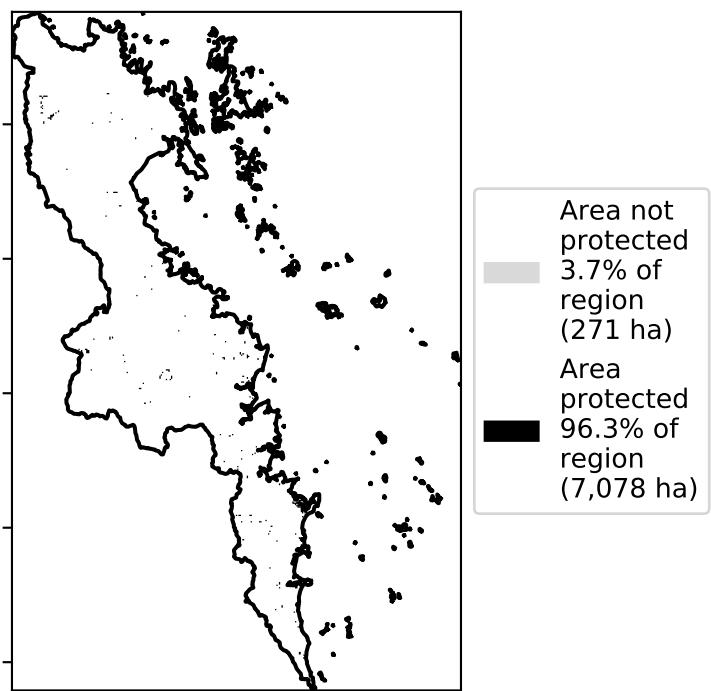 Area not
protected
3.7% of
region
(271 ha)
Area
protected
96.3% of
region
(7,078 ha)